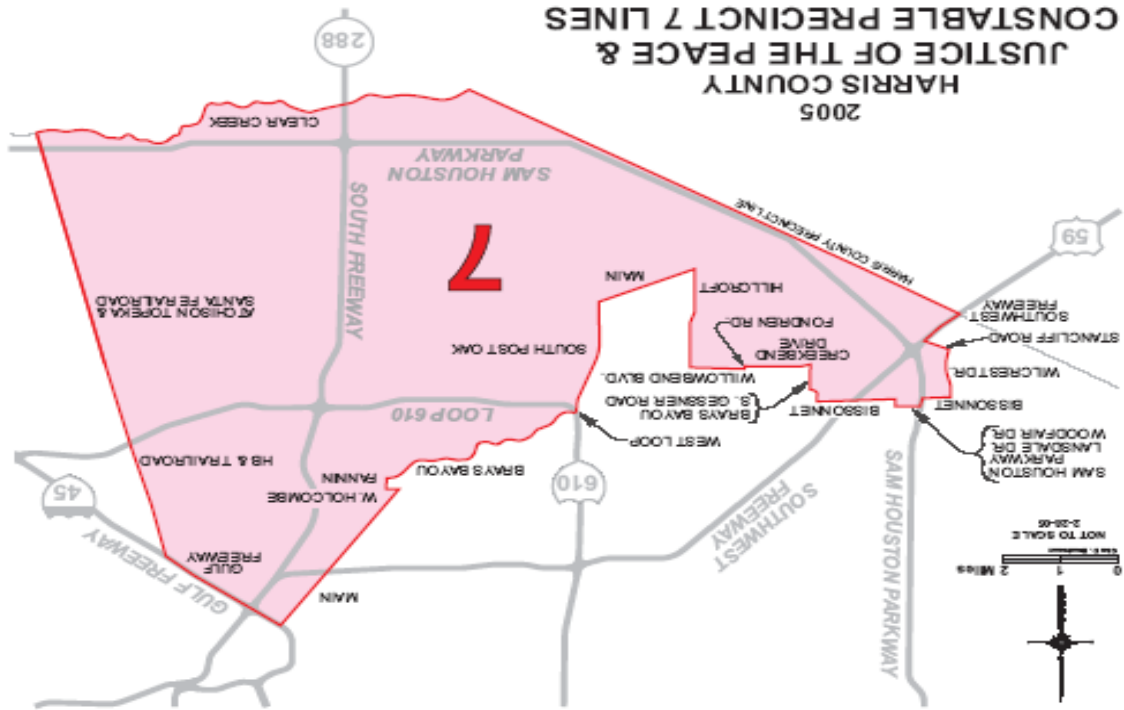 0 1 2 Miles
NOT TO SCALE
2-28-05
SAM HOUSTON PARKWAY
MAIN
GULF FREEWAY
GULF
FREEWAY
SOUTHWEST
FREEWAY
610
45
W. HOLCOMBE
FANNIN
BRAYS BAYOU
HB & T RAILROAD
SAM HOUSTON
PARKWAY
LANSDALE DR.
WOODFAIR DR.
WEST LOOP
LOOP 610
BISSONNET
BISSONNET
BRAYS BAYOU
S. GESSNER ROAD
WILLOWBEND BLVD.
WILCREST DR.
CREEKBEND
DRIVE
FONDREN RD.
SOUTH POST OAK
STANCLIFF ROAD
SOUTHWEST
FREEWAY
HILLCROFT
MAIN
ATCHISON TOPEKA &
SANTA FE RAILROAD
7
59
HARRIS COUNTY PRECINCT LINE
SOUTH FREEWAY
SAM HOUSTON
PARKWAY
CLEAR CREEK
288
2005
HARRIS COUNTY
JUSTICE OF THE PEACE &
CONSTABLE PRECINCT 7 LINES